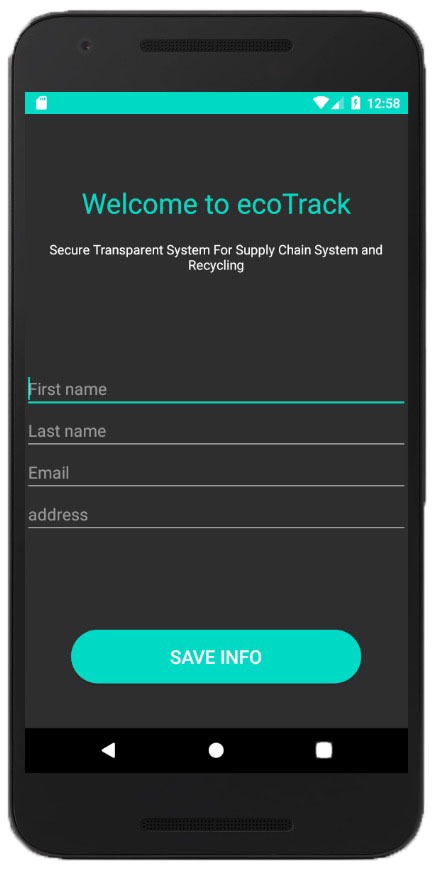 12:58
Welcome to ecoTrack
Secure Transparent System For Supply Chain System and
Recycling
First name
Last name
Email
address
SAVE INFO